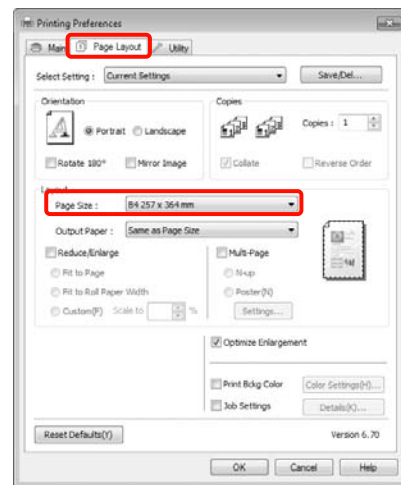 Printing Preferences
Main Page Layout Utility
Select Setting : Current Settings Save/Del...
Orientation Copies
Portrait Landscape Copies : 1
Rotate 180° Mirror Image Collate Reverse Order
Layout
Page Size : B4 257 x 364 mm
Output Paper : Same as Page Size
Reduce/Enlarge Multi-Page
Fit to Page N-up
Fit to Roll Paper Width Poster(N)
Custom(F) Scale to % Settings...
Optimize Enlargement
Print Bckg Color Color Settings(H)...
Job Settings Details(K)...
Reset Defaults(Y) Version 6.70
OK Cancel Help